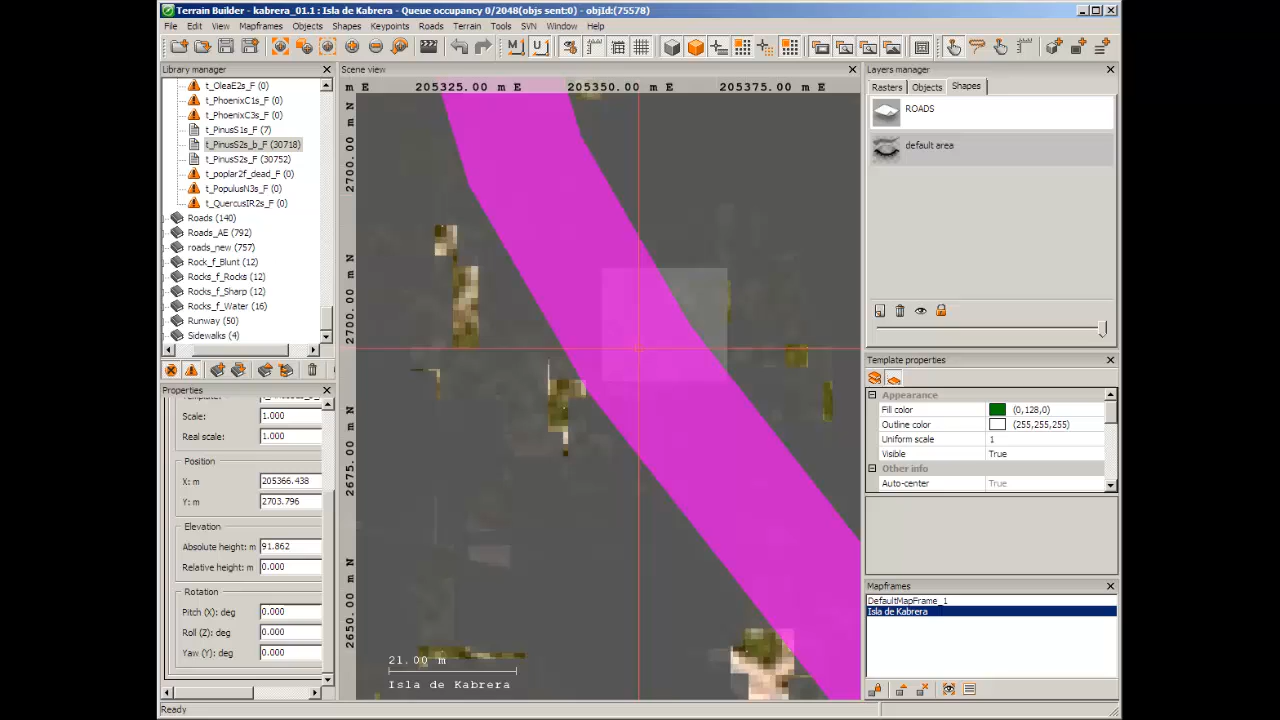 Terrain Builder - kabrera_01.1 : Isla de Kabrera - Queue occupancy 0/2048(objs sent:0) - objId:(75578)
File Edit View Mapframes Objects Shapes Keypoints Roads Terrain Tools SVN Window Help
Library manager
t_OleaE2s_F (0)
t_PhoenixC1s_F (0)
t_PhoenixC3s_F (0)
t_PinusS1s_F (7)
t_PinusS2s_b_F (30718)
t_PinusS2s_F (30752)
t_poplar2f_dead_F (0)
t_PopulusN3s_F (0)
t_QuercusIR2s_F (0)
Roads (140)
Roads_AE (792)
roads_new (757)
Rock_f_Blunt (12)
Rocks_f_Rocks (12)
Rocks_f_Sharp (12)
Rocks_f_Water (16)
Runway (50)
Sidewalks (4)
Properties
Scale: 1.000
Real scale: 1.000
Position
X: m 205366.438
Y: m 2703.796
Elevation
Absolute height: m 91.862
Relative height: m 0.000
Rotation
Pitch (X): deg 0.000
Roll (Z): deg 0.000
Yaw (Y): deg 0.000
Ready
Scene view
m E 205325.00 m E 205350.00 m E 205375.00 m E
2700.00 m N
2700.00 m N
2675.00 m N
2650.00 m N
21.00 m
Isla de Kabrera
Layers manager
Rasters Objects Shapes
ROADS
default area
Template properties
Appearance
Fill color (0,128,0)
Outline color (255,255,255)
Uniform scale 1
Visible True
Other info
Auto-center True
Mapframes
DefaultMapFrame_1
Isla de Kabrera